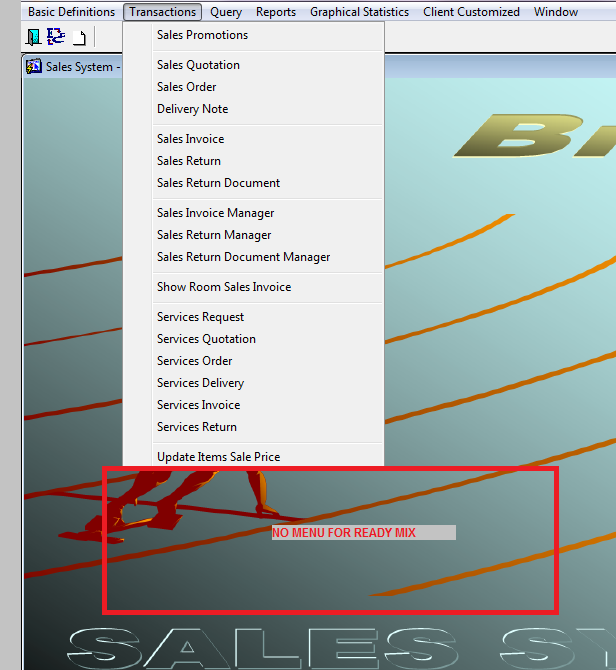 Basic Definitions Transactions Query Reports Graphical Statistics Client Customized Window
Sales System -
Sales Promotions
Sales Quotation
Sales Order
Delivery Note
Sales Invoice
Sales Return
Sales Return Document
Sales Invoice Manager
Sales Return Manager
Sales Return Document Manager
Show Room Sales Invoice
Services Request
Services Quotation
Services Order
Services Delivery
Services Invoice
Services Return
Update Items Sale Price
NO MENU FOR READY MIX
SALES SY